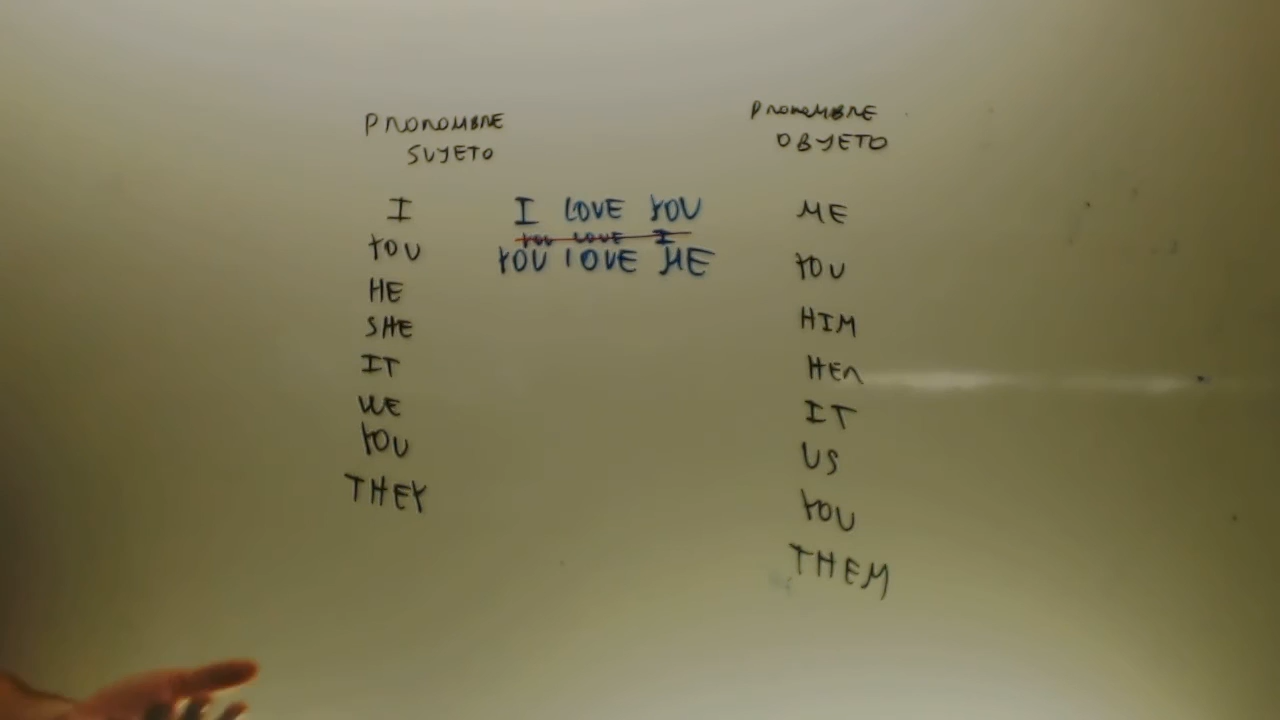 PRONOMBRE
SUJETO
I
YOU
HE
SHE
IT
WE
YOU
THEY
I LOVE YOU
YOU LOVE I
YOU LOVE ME
PRONOMBRE
OBJETO
ME
YOU
HIM
HER
IT
US
YOU
THEM